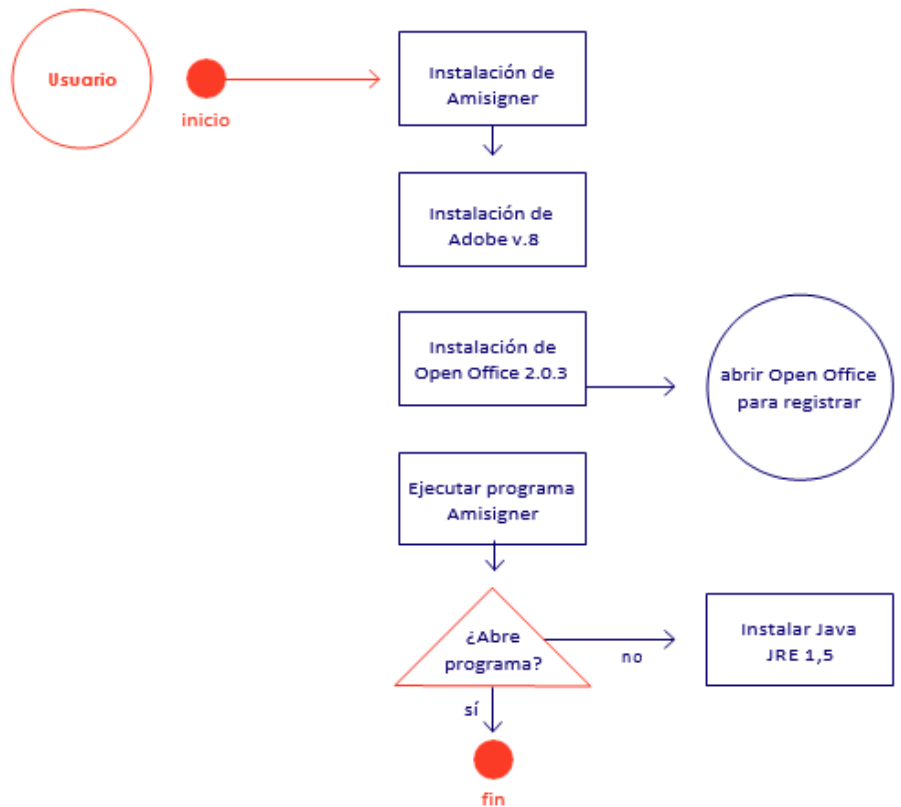 Usuario
inicio
Instalación de
Amisigner
Instalación de
Adobe v.8
Instalación de
Open Office 2.0.3
abrir Open Office
para registrar
Ejecutar programa
Amisigner
¿Abre
programa?
no
Instalar Java
JRE 1,5
sí
fin